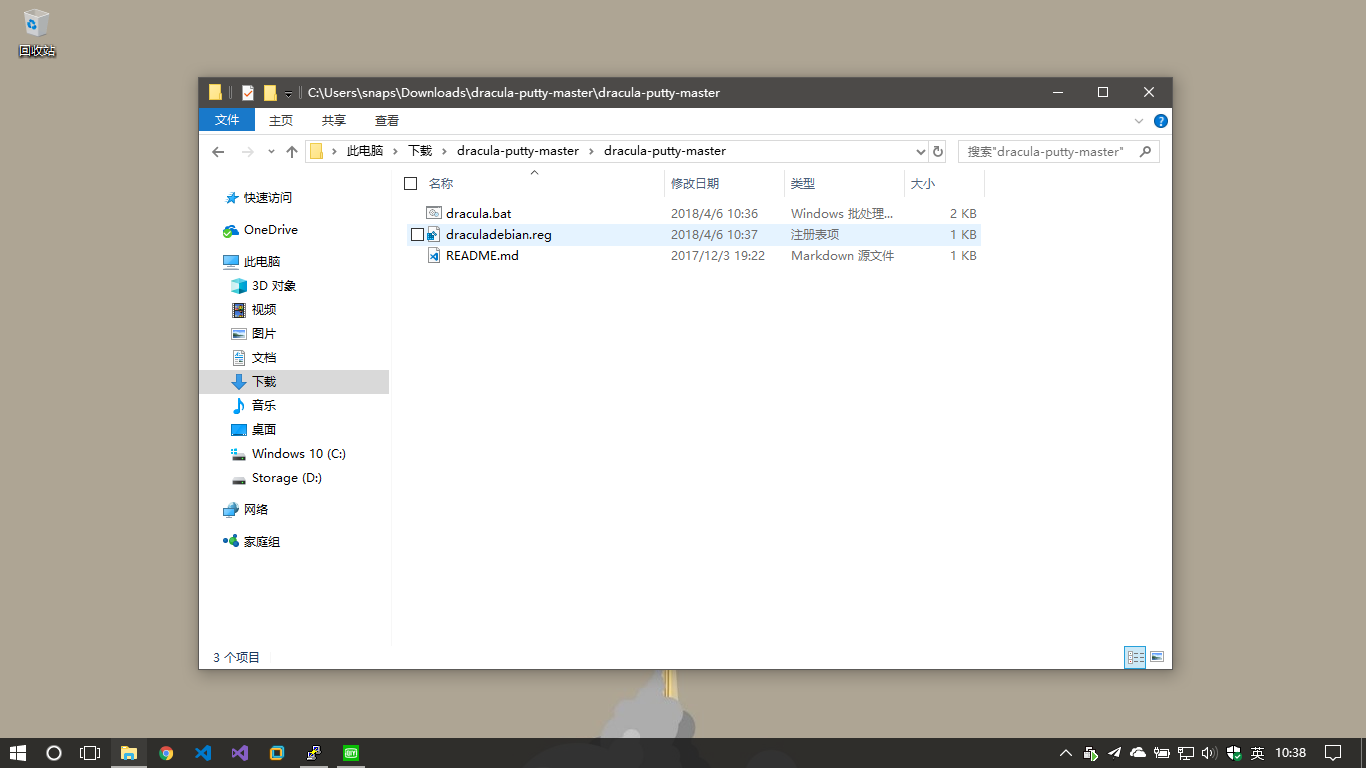 回收站
C:\Users\snaps\Downloads\dracula-putty-master\dracula-putty-master
文件 主页 共享 查看
此电脑 下载 dracula-putty-master dracula-putty-master 搜索"dracula-putty-master"
名称 修改日期 类型 大小
dracula.bat 2018/4/6 10:36 Windows 批处理... 2 KB
draculadebian.reg 2018/4/6 10:37 注册表项 1 KB
README.md 2017/12/3 19:22 Markdown 源文件 1 KB
快速访问
OneDrive
此电脑
3D 对象
视频
图片
文档
下载
音乐
桌面
Windows 10 (C:)
Storage (D:)
网络
家庭组
3 个项目
英 10:38